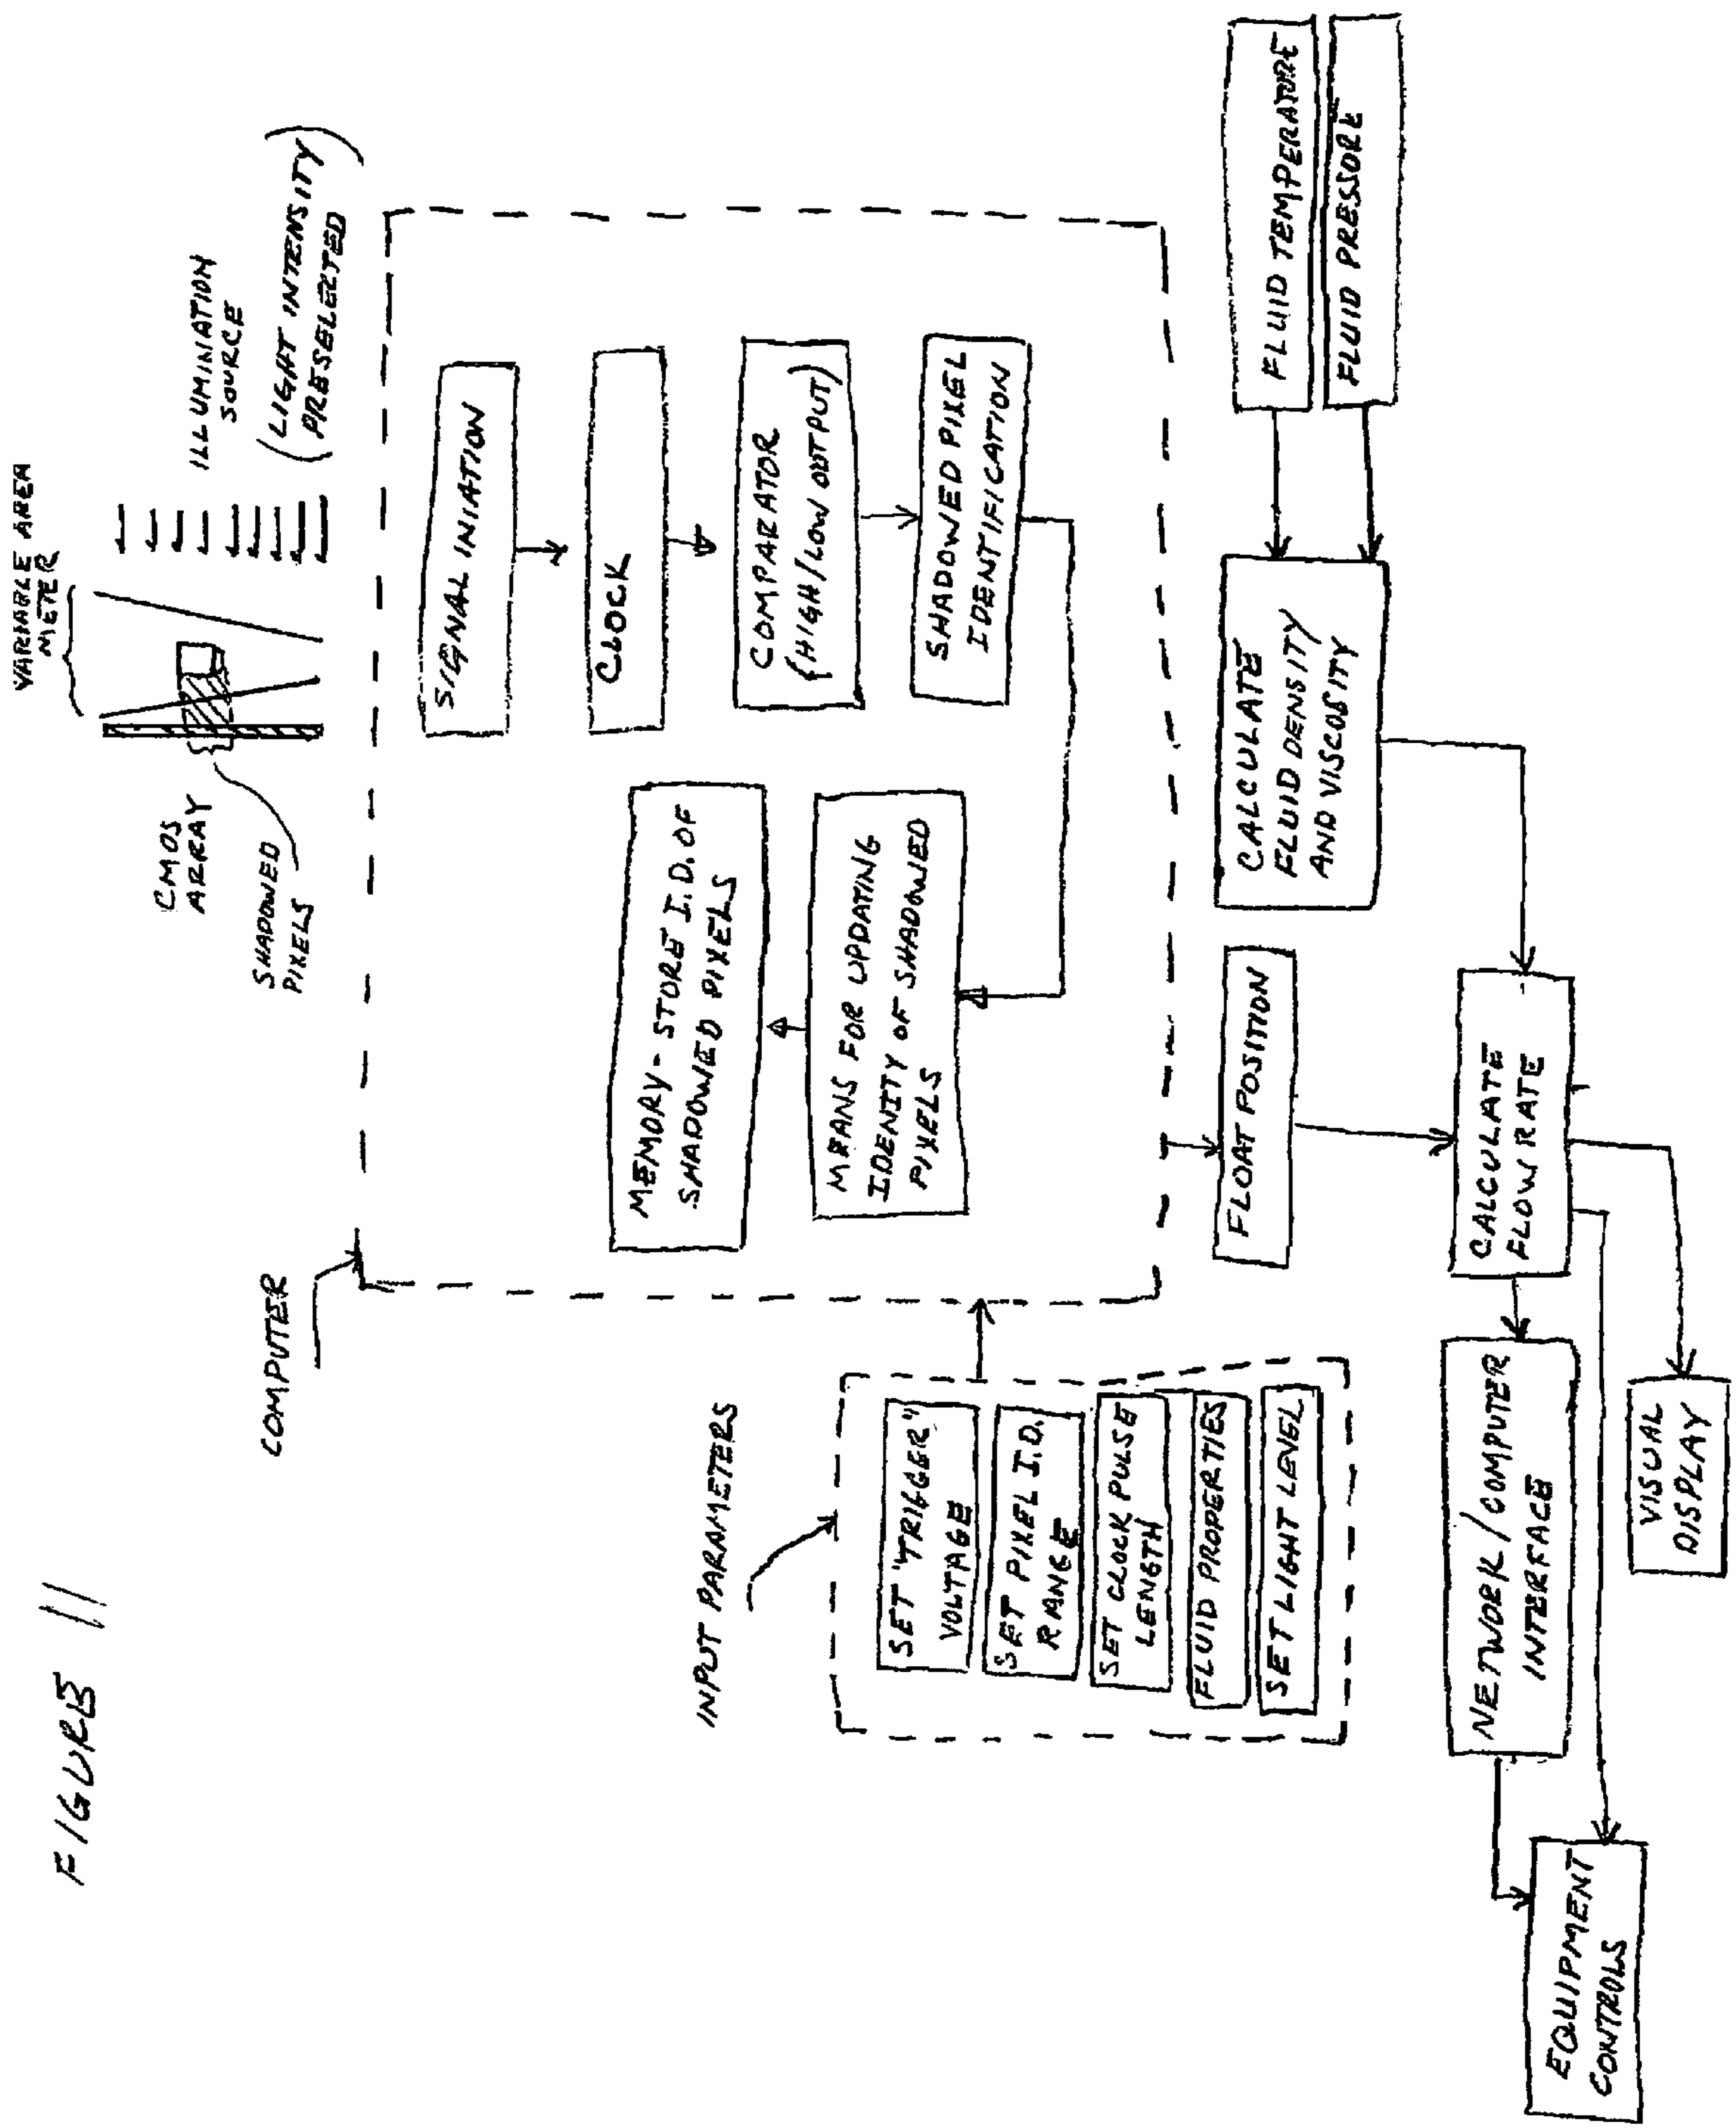 FIGURE 11
VARIABLE AREA
METER
CMOS
ARRAY
SHADOWED
PIXELS
ILLUMINATION
SOURCE
(LIGHT INTENSITY)
PRESELECTED
COMPUTER
SIGNAL INIATION
CLOCK
COMPARATOR
(HIGH/LOW OUTPUT)
SHADOWED PIXEL
IDENTIFICATION
MEMORY - STORE I.D. OF
SHADOWED PIXELS
MEANS FOR UPDATING
IDENITY OF SHADOWED
PIXELS
INPUT PARAMETERS
SET "TRIGGER"
VOLTAGE
SET PIXEL I.D.
RANGE
SET CLOCK PULSE
LENGTH
FLUID PROPERTIES
SET LIGHT LEVEL
FLOAT POSITION
CALCULATE
FLUID DENSITY
AND VISCOSITY
FLUID TEMPERATURE
FLUID PRESSORE
CALCULATE
FLOWRATE
NETWORK/COMPUTER
INTERFACE
VISUAL
DISPLAY
EQUIPMENT
CONTROLS